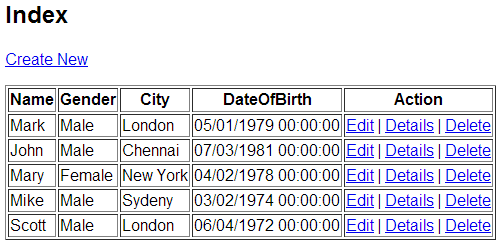 Index
Create New
Name Gender City DateOfBirth Action
Mark Male London 05/01/1979 00:00:00 Edit | Details | Delete
John Male Chennai 07/03/1981 00:00:00 Edit | Details | Delete
Mary Female New York 04/02/1978 00:00:00 Edit | Details | Delete
Mike Male Sydeny 03/02/1974 00:00:00 Edit | Details | Delete
Scott Male London 06/04/1972 00:00:00 Edit | Details | Delete